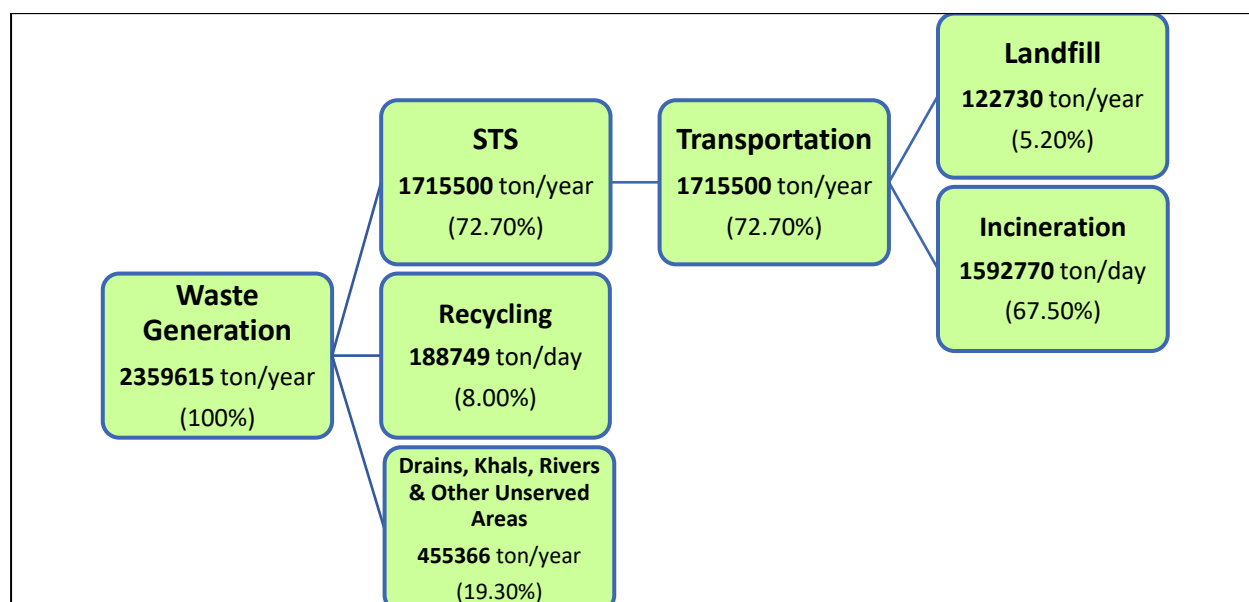 Waste
Generation
2359615 ton/year
(100%)
STS
1715500 ton/year
(72.70%)
Recycling
188749 ton/day
(8.00%)
Drains, Khals, Rivers
& Other Unserved
Areas
455366 ton/year
(19.30%)
Transportation
1715500 ton/year
(72.70%)
Landfill
122730 ton/year
(5.20%)
Incineration
1592770 ton/day
(67.50%)